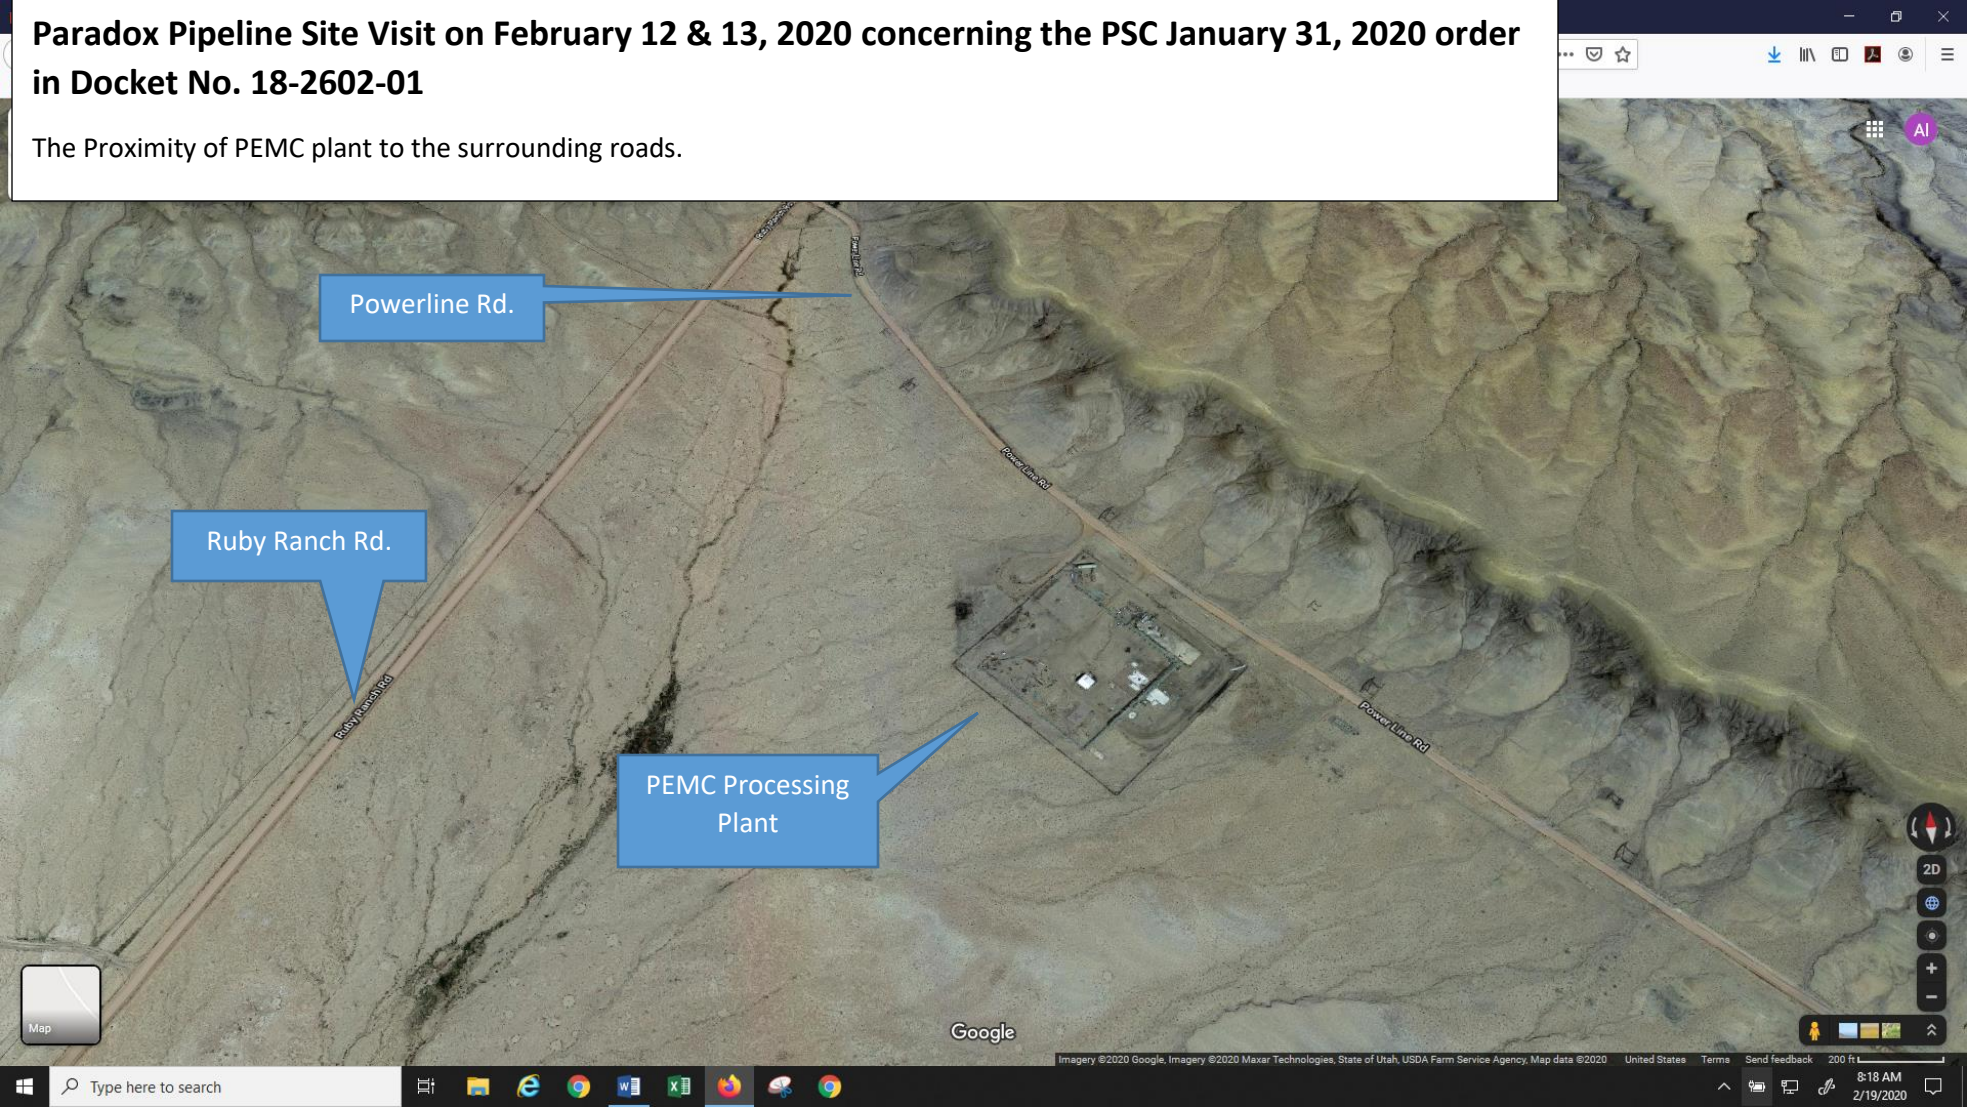 Paradox Pipeline Site Visit on February 12 & 13, 2020 concerning the PSC January 31, 2020 order
in Docket No. 18-2602-01
The Proximity of PEMC plant to the surrounding roads.
Al
Power Line Rd
Powerline Rd.
Power Line Rd
Ruby Ranch Rd.
Ruby Ranch Rd
Power Line Rd
PEMC Processing
Plant
2D
Map
Google
Imagery ©2020 Google, Imagery ©2020 Maxar Technologies, State of Utah, USDA Farm Service Agency, Map data ©2020 United States Terms Send feedback 200 ft
Type here to search
8:18 AM
2/19/2020